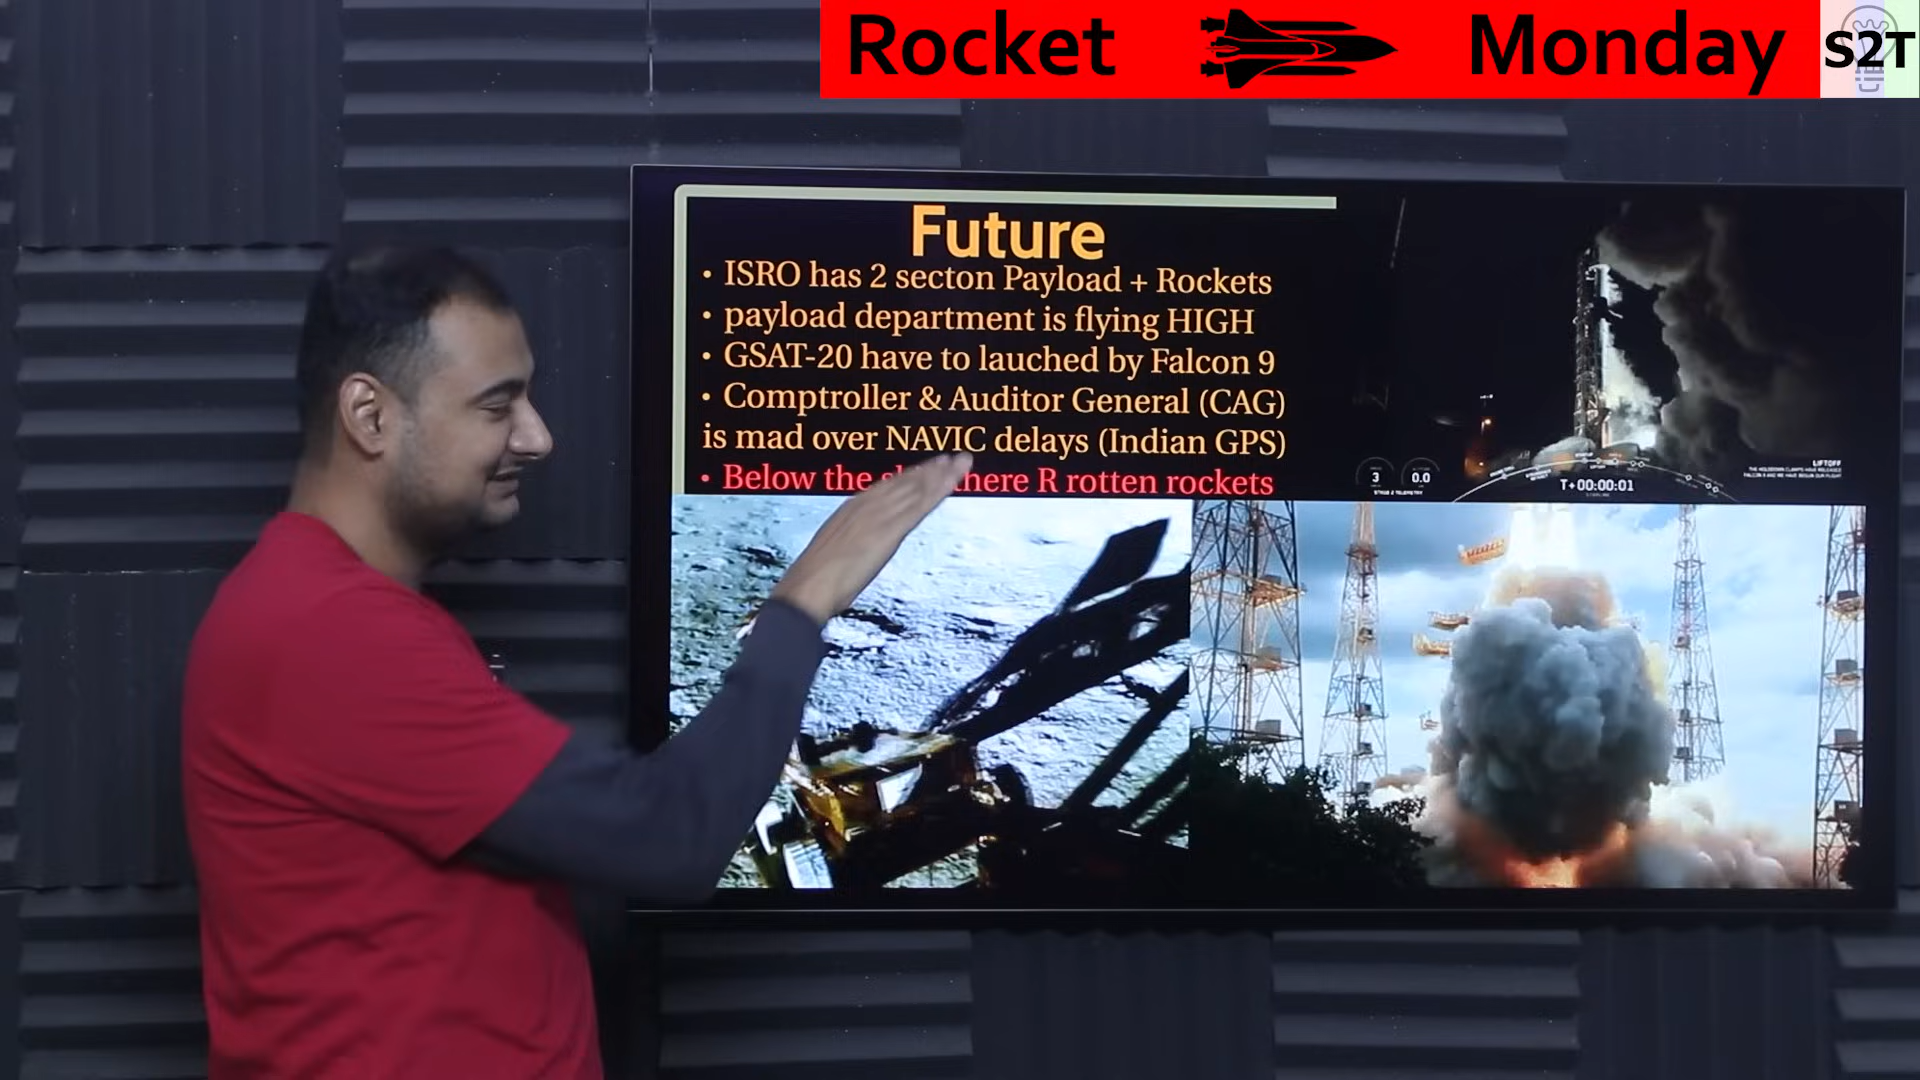 Rocket Monday S2T
Future
• ISRO has 2 secton Payload + Rockets
• payload department is flying HIGH
• GSAT-20 have to lauched by Falcon 9
• Comptroller & Auditor General (CAG)
is mad over NAVIC delays (Indian GPS)
• Below the here R rotten rockets
3 0.0
T+00:00:01
LIFTOFF